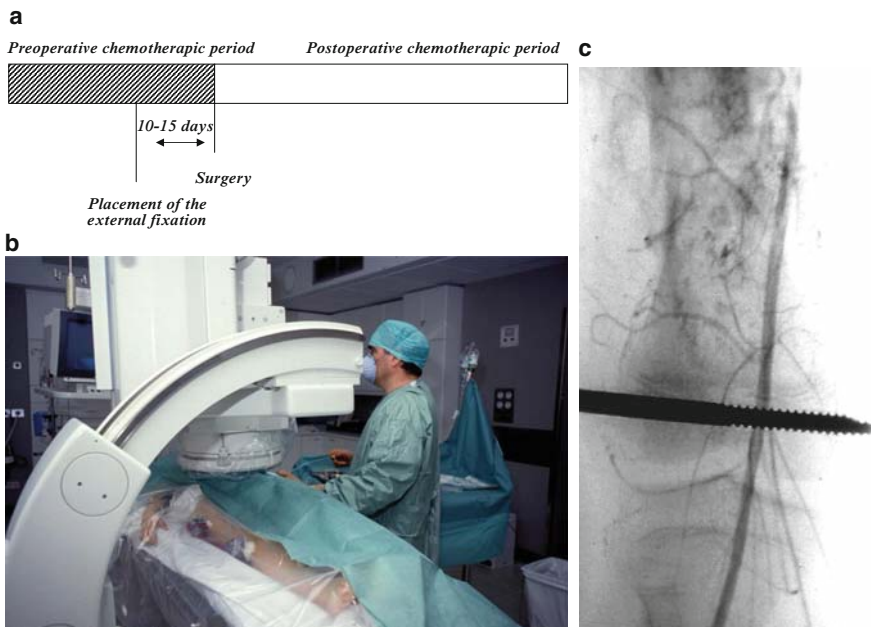 a
Preoperative chemotherapic period
Postoperative chemotherapic period
10-15 days
Surgery
Placement of the
external fixation
b
c